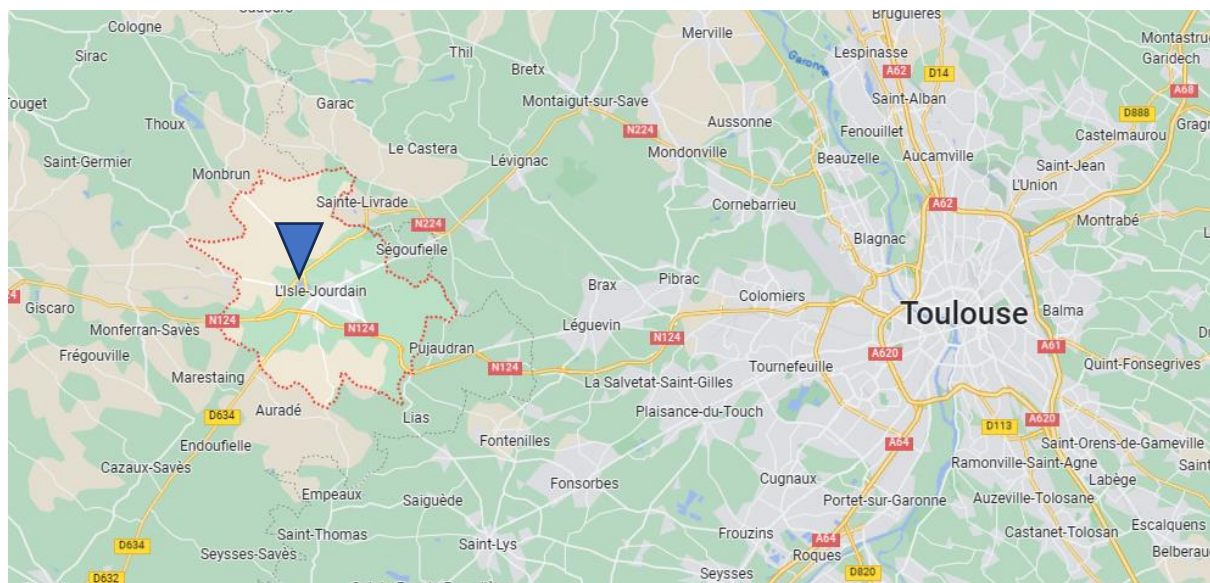 Cologne
Sirac
Thil
Bretx
Merville
Bruguières
Lespinasse
Garonne
A62
D14
Montastruc
Garidech
A68
Garac
Montaigut-sur-Save
Saint-Alban
D888
Thoux
Aussonne
N224
Fenouillet
Castelmaurou
Le Castera
Mondonville
Beauzelle
Aucamville
Saint-Jean
Saint-Germier
Lévignac
L'Union
Monbrun
Sainte-Livrade
Cornebarrieu
A62
Montrabé
N224
Ségoufielle
Blagnac
Pibrac
Brax
L'Isle-Jourdain
Colomiers
Toulouse
Balma
Giscaro
Monferran-Savès
N124
N124
Léguevin
N124
A61
Frégouville
Pujaudran
N124
A620
Quint-Fonsegrives
Tournefeuille
Marestaing
La Salvetat-Saint-Gilles
Auradé
Lias
Plaisance-du-Touch
D634
A620
D113
Endoufielle
Fontenilles
A64
Saint-Orens-de-Gameville
Ramonville-Saint-Agne
Cazaux-Savès
Cugnaux
Labège
Fonsorbes
Empeaux
Saiguède
Portet-sur-Garonne
Auzeville-Tolosane
Saint-Thomas
Frouzins
Castanet-Tolosan
Escalquens
D634
Saint-Lys
A64
Seysses-Savès
Roques
D632
Seysses
D820